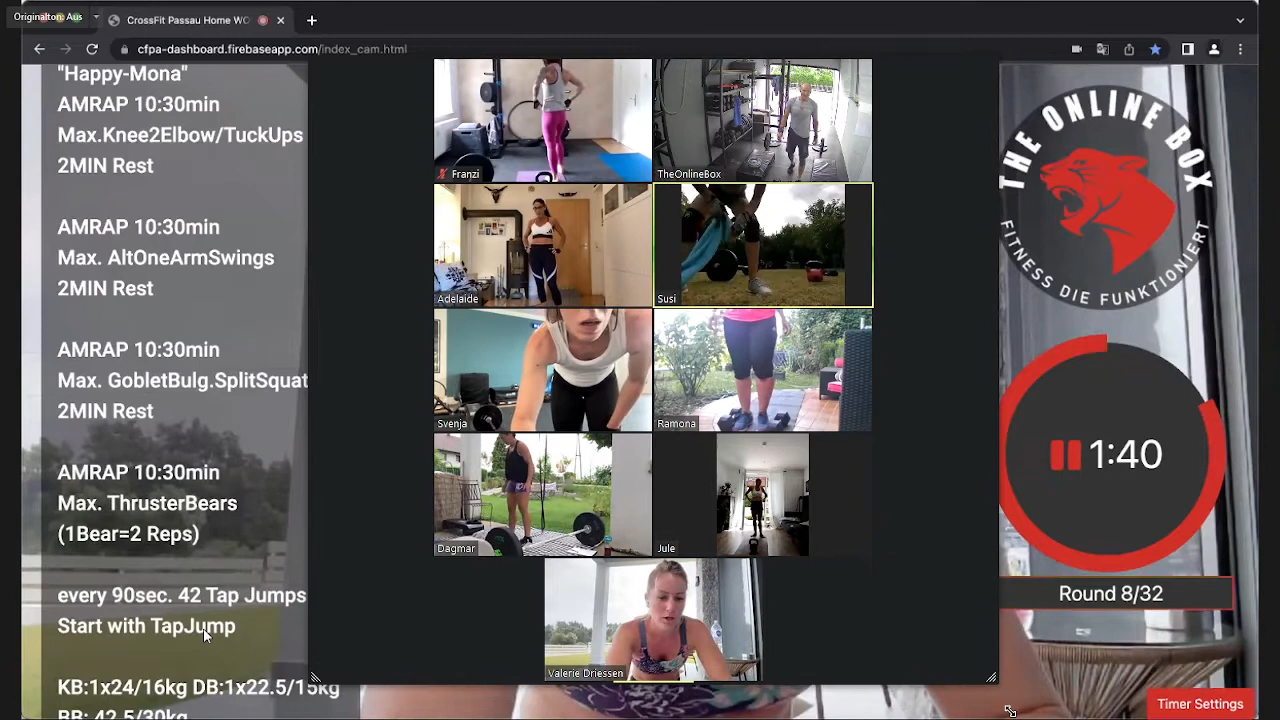 Originalton: Aus
CrossFit Passau Home WO
cfpa-dashboard.firebaseapp.com/index_cam.html
"Happy-Mona"
AMRAP 10:30min
Max.Knee2Elbow/TuckUps
2MIN Rest
AMRAP 10:30min
Max. AltOneArmSwings
2MIN Rest
AMRAP 10:30min
Max. GobletBulg.SplitSquat
2MIN Rest
AMRAP 10:30min
Max. ThrusterBears
(1Bear=2 Reps)
every 90sec. 42 Tap Jumps
Start with TapJump
KB:1x24/16kg DB:1x22.5/15kg
BB: 42.5/30kg
Franzi
TheOnlineBox
Adelaide
Susi
Svenja
Ramona
Dagmar
Jule
Valerie Driessen
THE ONLINE BOX
FITNESS DIE FUNKTIONIERT
1:40
Round 8/32
Timer Settings